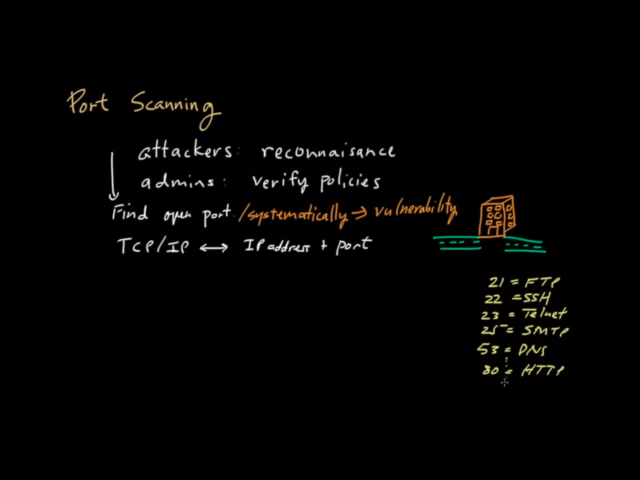 Port Scanning
attackers: reconnaisance
admins: verify policies
Find open port /systematically → vulnerability
TCP/IP ↔ IP address + port
21 = FTP
22 = SSH
23 = Telnet
25 = SMTP
53 = DNS
80 = HTTP